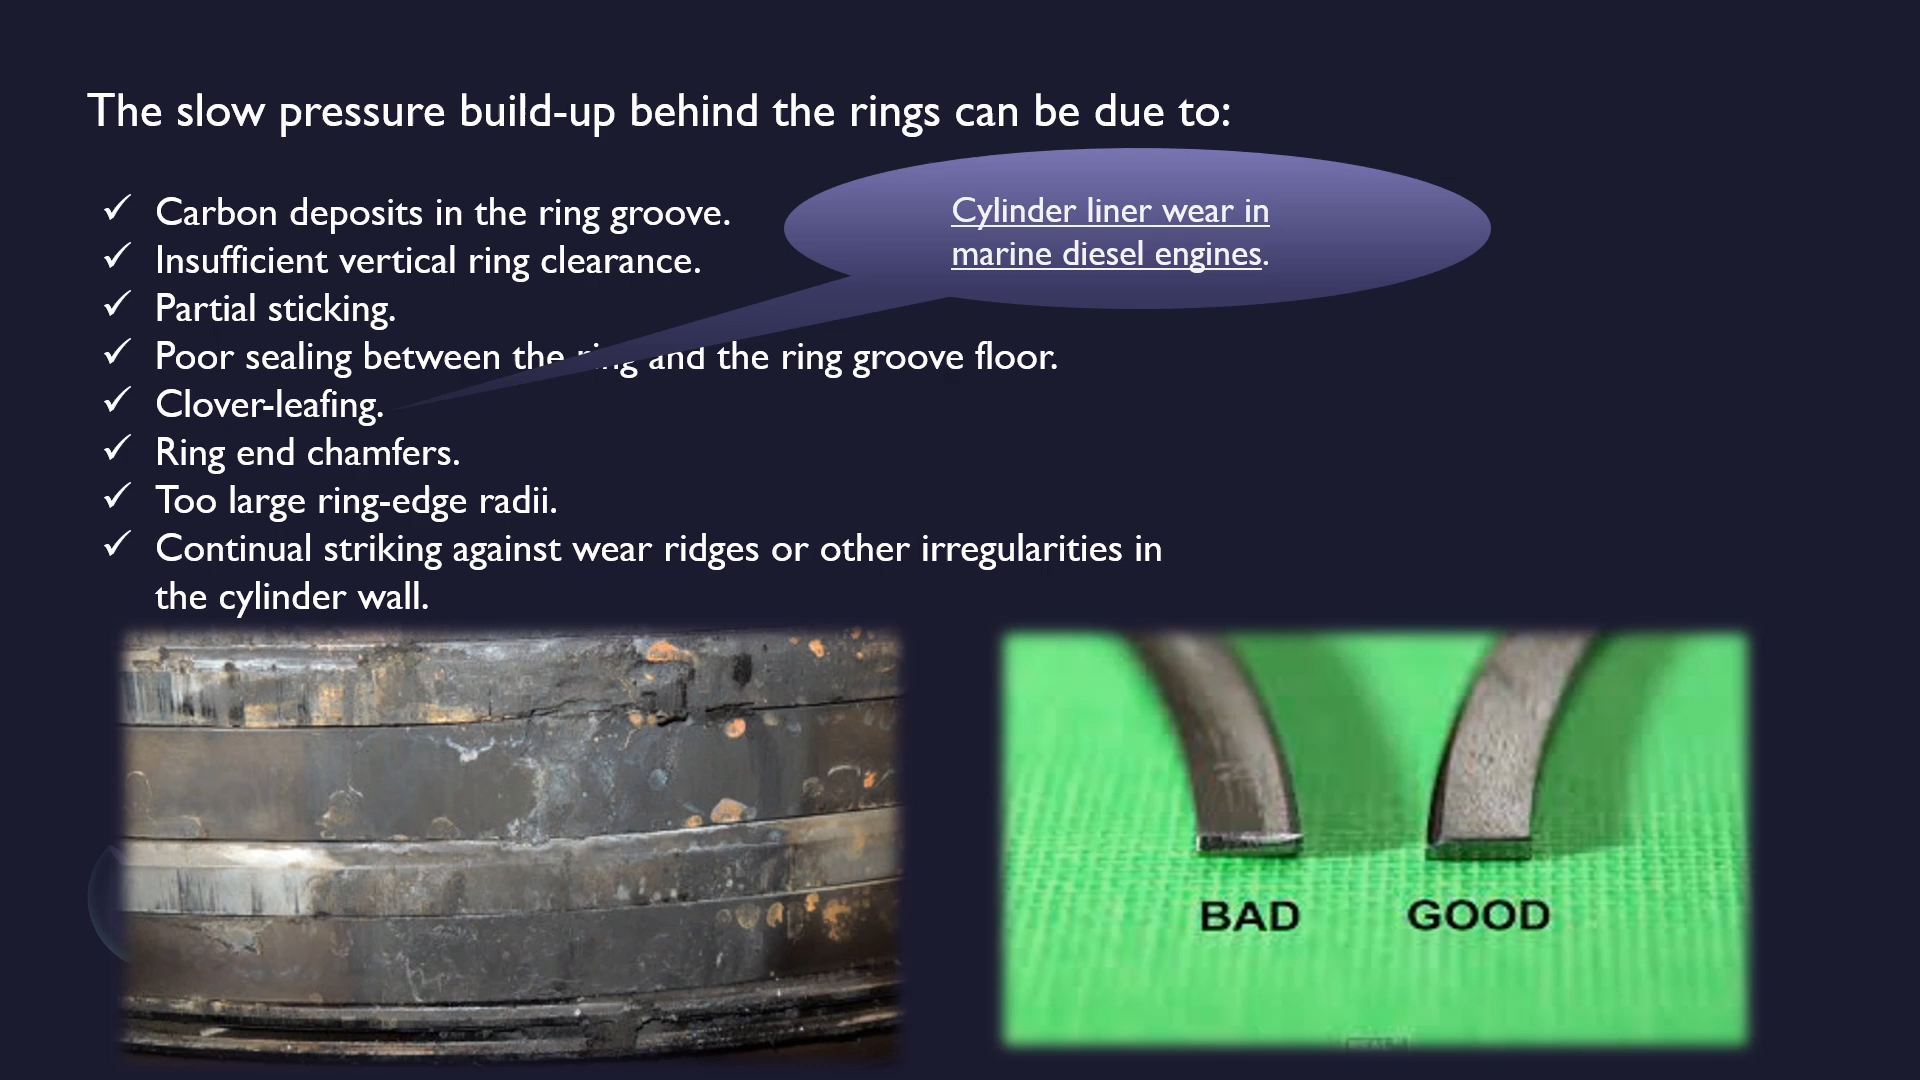 The slow pressure build-up behind the rings can be due to:
✓ Carbon deposits in the ring groove.
✓ Insufficient vertical ring clearance.
✓ Partial sticking.
✓ Poor sealing between the ring and the ring groove floor.
✓ Clover-leafing.
✓ Ring end chamfers.
✓ Too large ring-edge radii.
✓ Continual striking against wear ridges or other irregularities in
the cylinder wall.
Cylinder liner wear in
marine diesel engines.
BAD GOOD